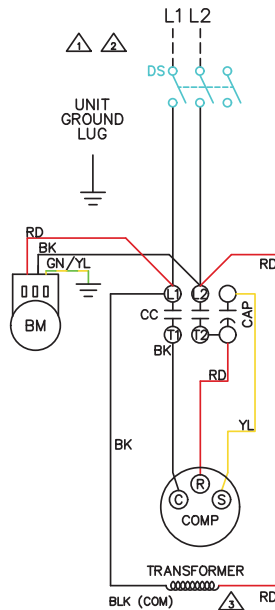 L1 L2
1 2
DS
UNIT
GROUND
LUG
RD
BK
RD
GN/YL
BM
L1 L2
CC
CAP
T1 T2
BK
RD
BK
YL
R
C S
COMP
TRANSFORMER
BLK (COM)
3
RD